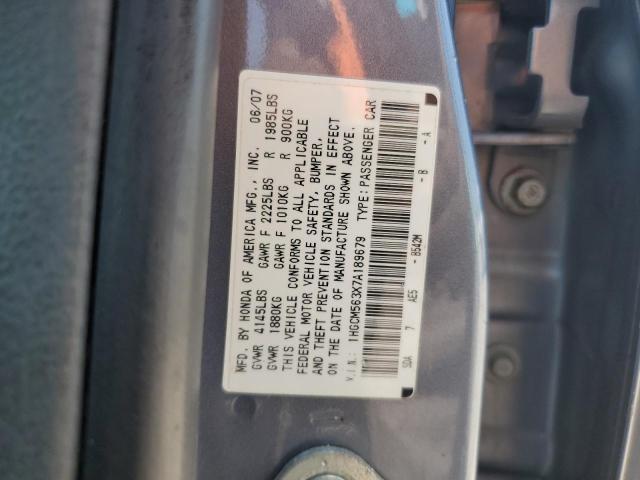 MFD. BY HONDA OF AMERICA MFG., INC. 06/07
GVWR 4145LBS GAWR F 2225LBS R 1985LBS
GVWR 1880KG GAWR F 1010KG R 900KG
THIS VEHICLE CONFORMS TO ALL APPLICABLE
FEDERAL MOTOR VEHICLE SAFETY, BUMPER,
AND THEFT PREVENTION STANDARDS IN EFFECT
ON THE DATE OF MANUFACTURE SHOWN ABOVE.
V.I.N.: 1HGCM563X7A189679 TYPE: PASSENGER CAR
SDA 7 AE5 - B542M - B - A